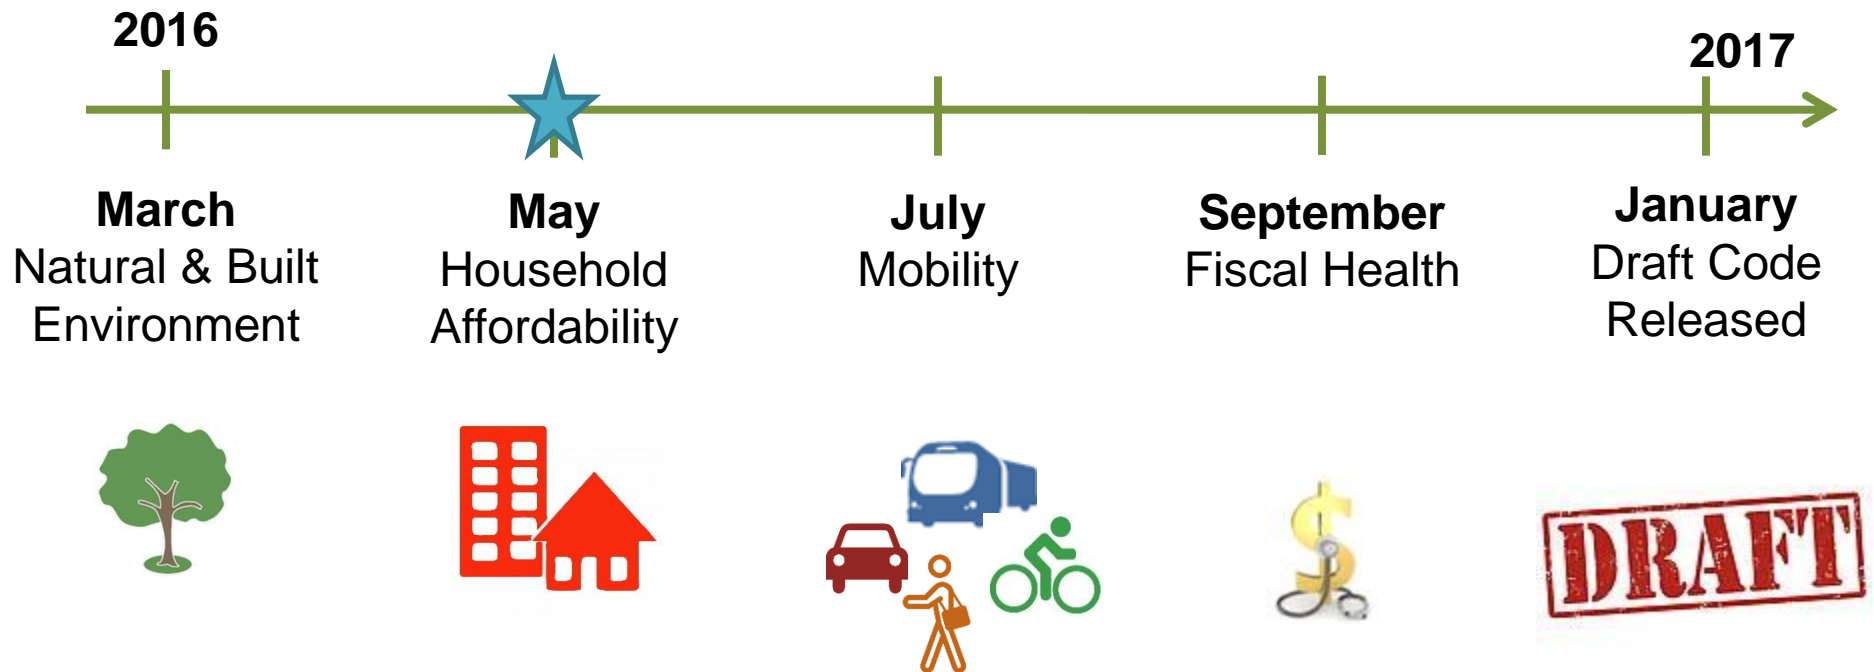 2016
2017
March
Natural & Built
Environment
May
Household
Affordability
July
Mobility
September
Fiscal Health
January
Draft Code
Released
$
DRAFT